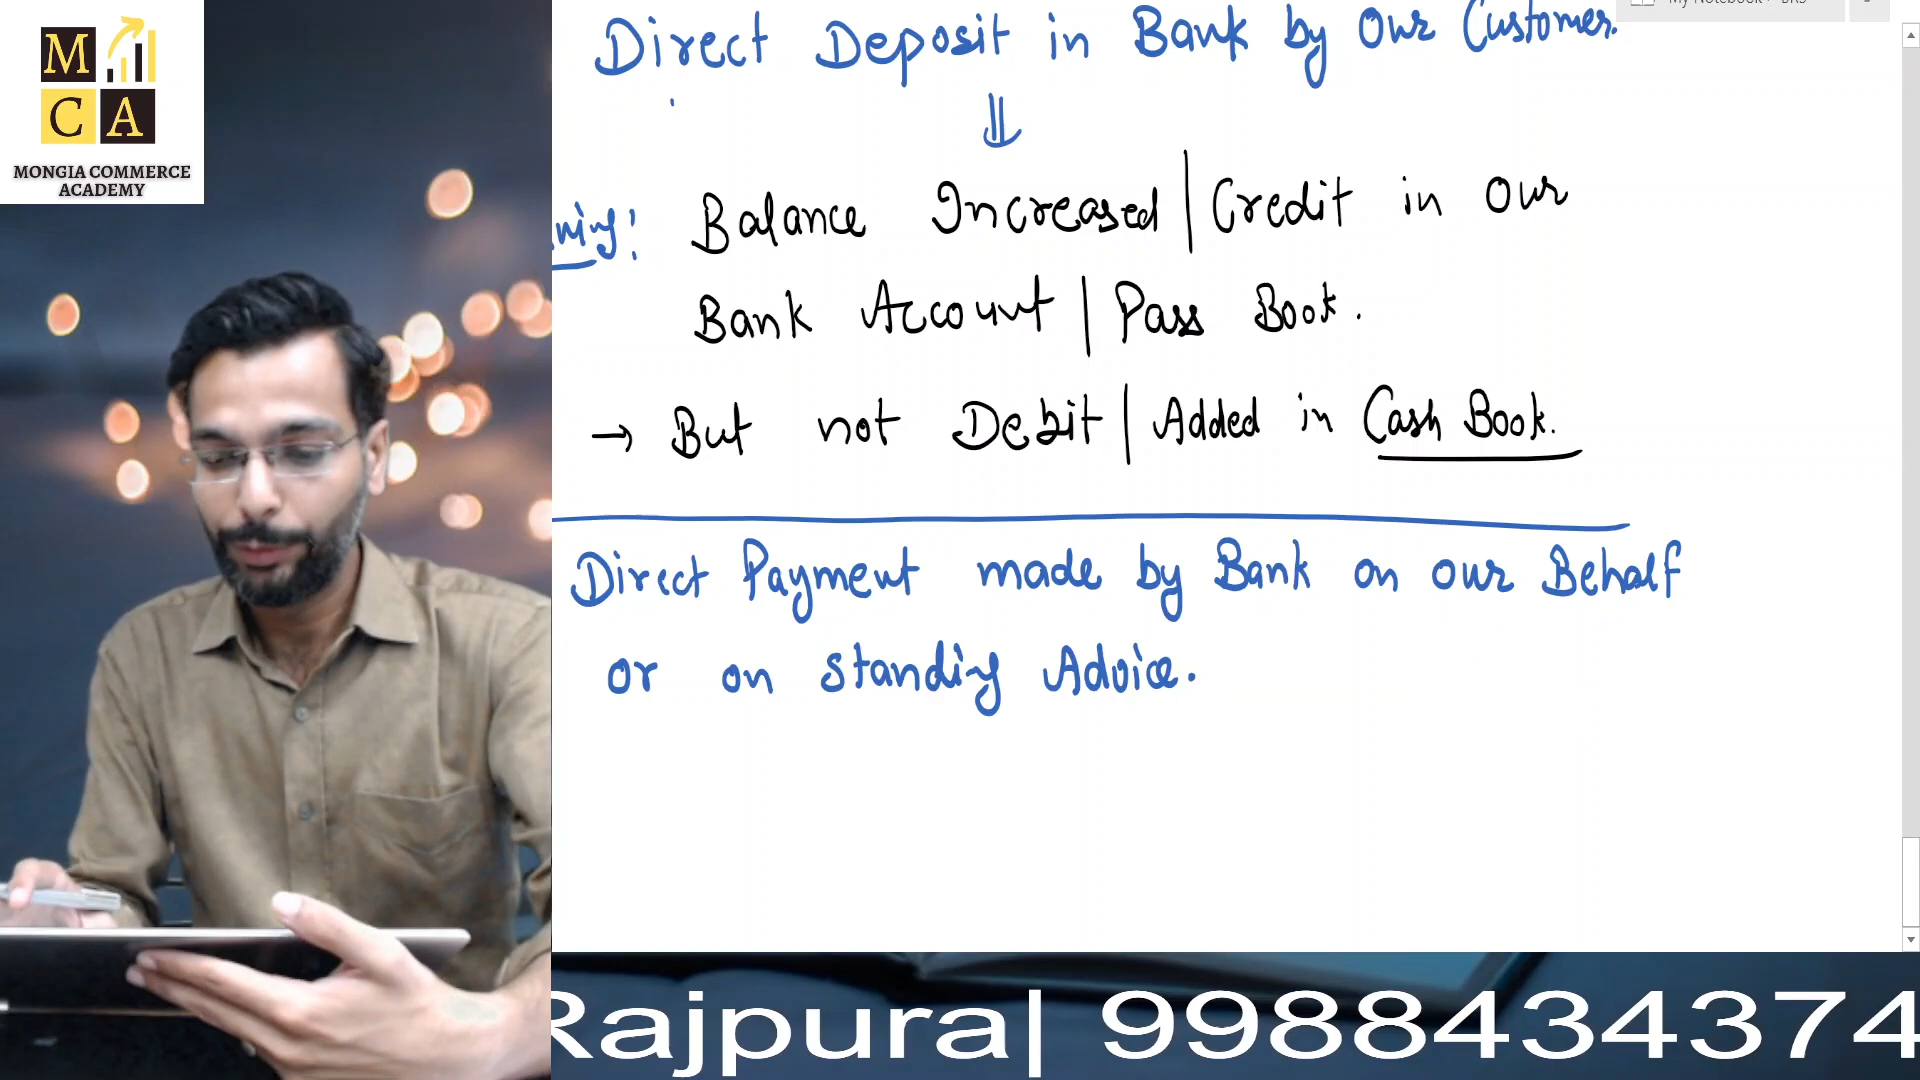 M
C A
MONGIA COMMERCE
ACADEMY
Direct Deposit in Bank by Our Customer.
Balance Increased | Credit in Our
Bank Account | Pass Book.
→ But not Debit | Added in Cash Book.
Direct Payment made by Bank on our Behalf
or on standing Advice.
Rajpura| 9988434374